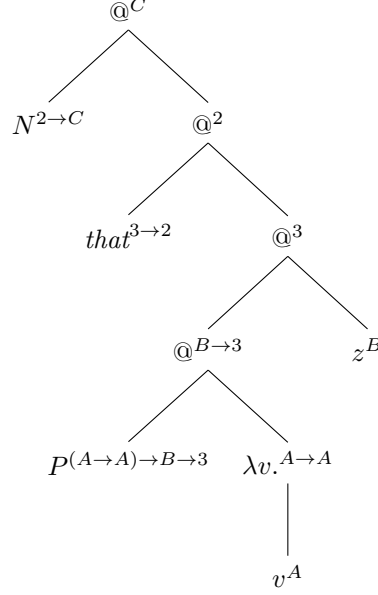 @^C
N^{2→C} @^2
that^{3→2} @^3
@^{B→3} z^B
P^{(A→A)→B→3} λv.^{A→A}
v^A